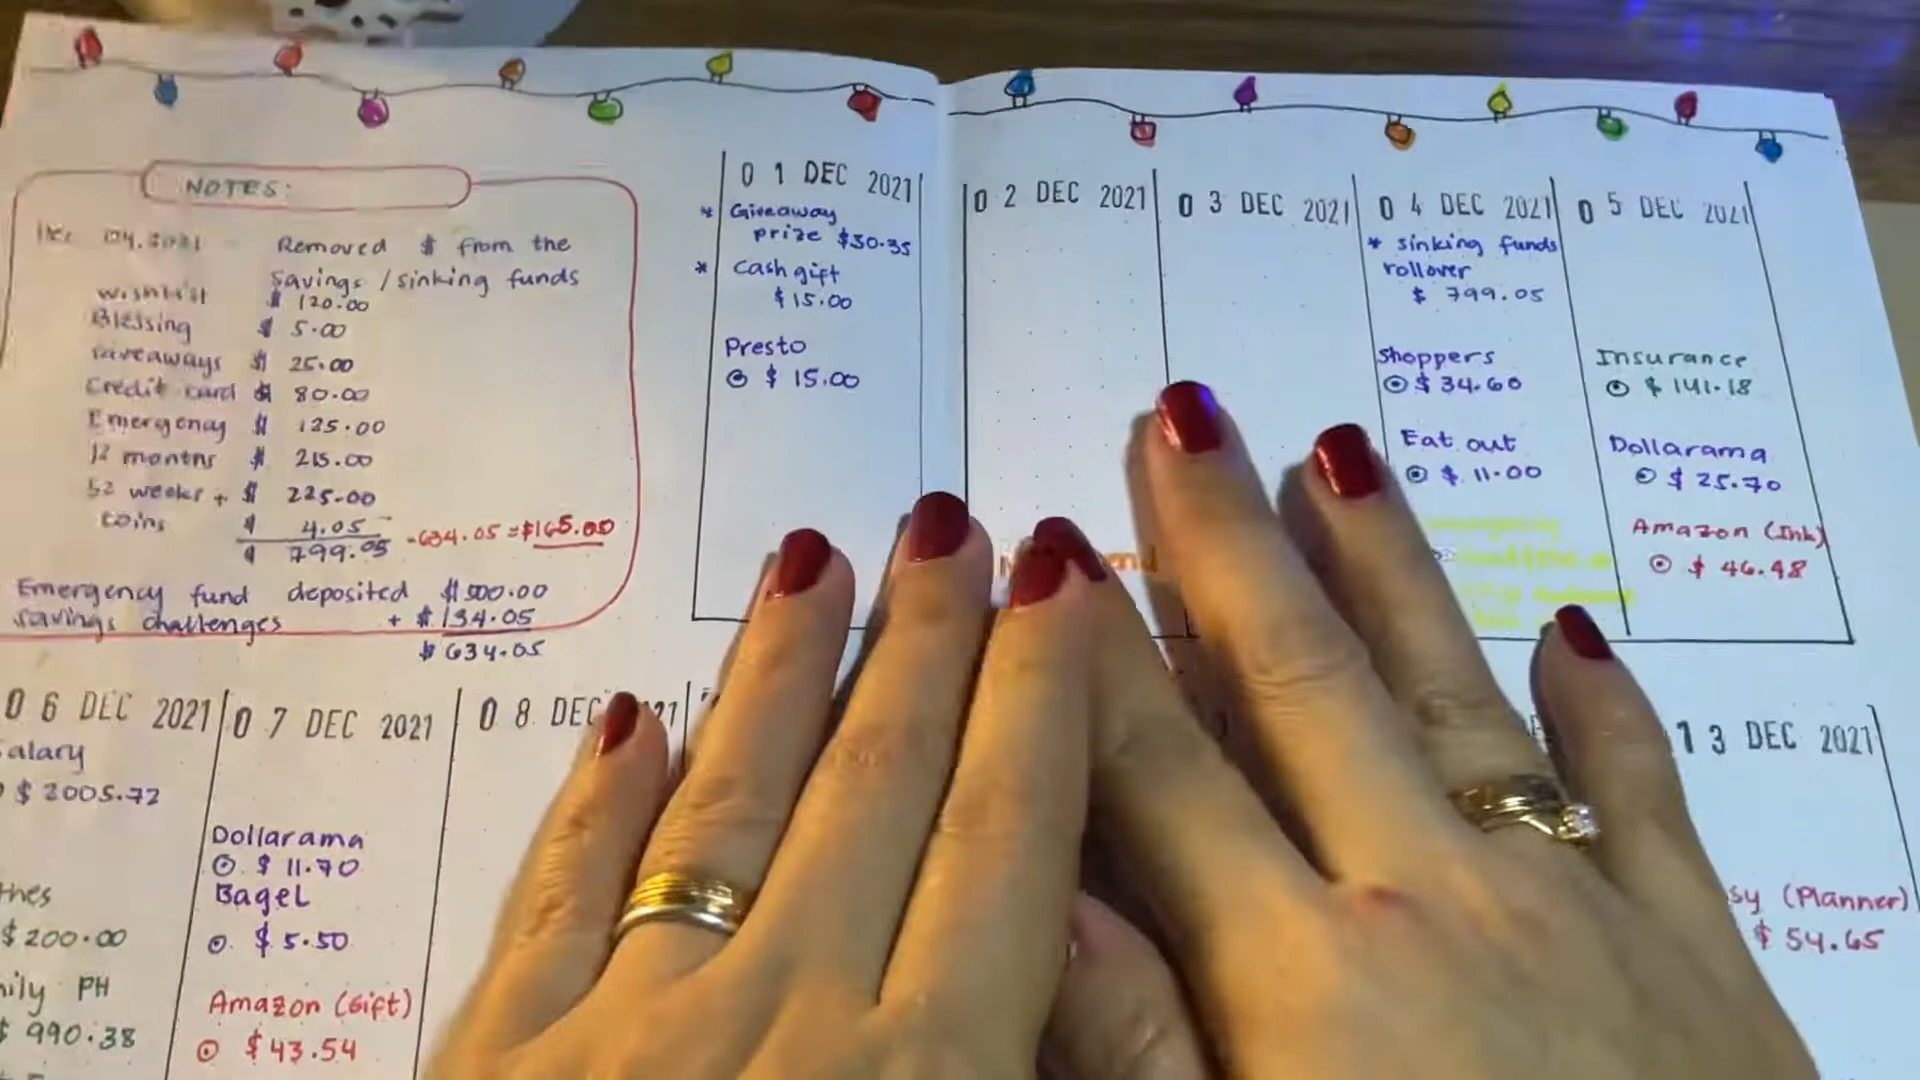 NOTES:
Dec 04.2021 Removed $ from the
Savings / sinking funds
Wishlist $ 120.00
Blessing $ 5.00
Giveaways $ 25.00
Credit card $ 80.00
Emergency $ 125.00
12 months $ 215.00
52 weeks + $ 225.00
Coins $ 4.05
$ 799.05 -634.05 = $165.00
Emergency fund deposited $500.00
savings challenges + $134.05
$ 634.05
01 DEC 2021
* Giveaway
prize $30.35
* Cash gift
$15.00
Presto
$ 15.00
02 DEC 2021
03 DEC 2021
04 DEC 2021
* sinking funds
rollover
$ 799.05
Shoppers
$ 34.60
Eat out
$ 11.00
05 DEC 2021
Insurance
$ 141.18
Dollarama
$ 25.70
Amazon (Ink)
$ 46.48
06 DEC 2021
alary
$ 2005.72
thes
$ 200.00
ily PH
$ 990.38
07 DEC 2021
Dollarama
$ 11.70
Bagel
$ 5.50
Amazon (Gift)
$ 43.54
08 DEC
13 DEC 2021
sy (Planner)
$ 54.65